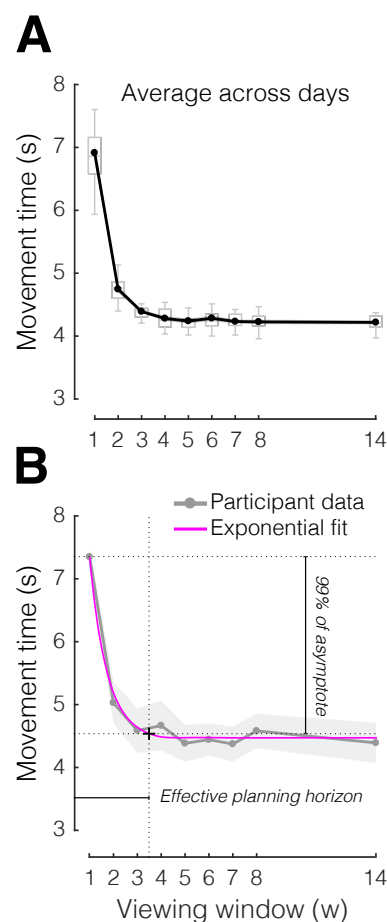 A
Average across days
Movement time (s)
8
7
6
5
4
3
1 2 3 4 5 6 7 8 14
B
Participant data
Exponential fit
Movement time (s)
8
7
6
5
4
3
99% of asymptote
Effective planning horizon
1 2 3 4 5 6 7 8 14
Viewing window (w)